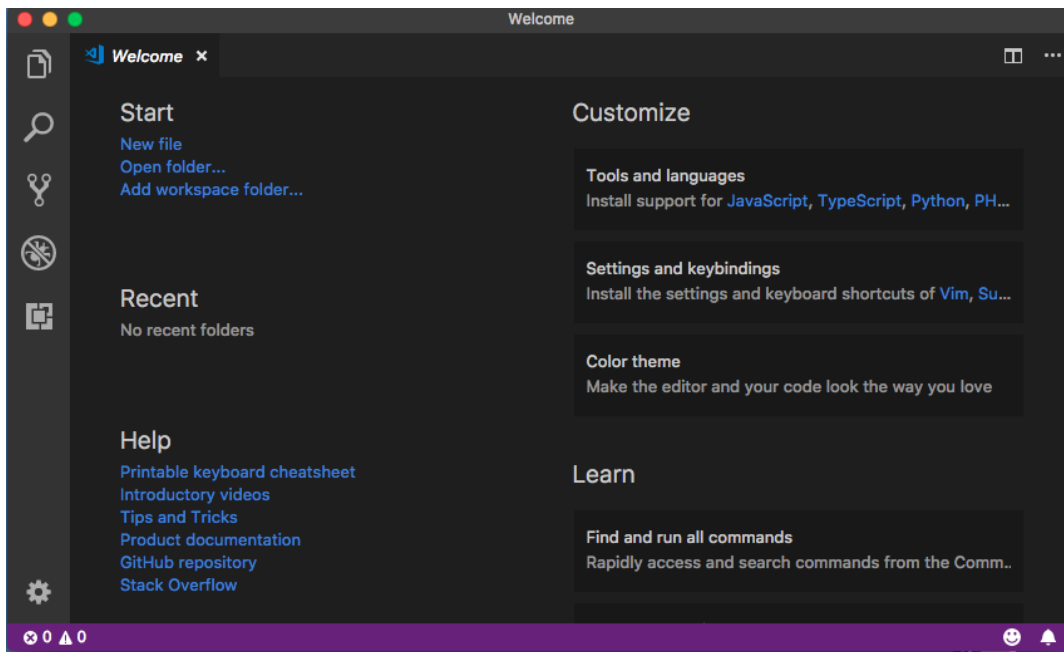 Welcome
Welcome ×
Start
New file
Open folder...
Add workspace folder...
Recent
No recent folders
Help
Printable keyboard cheatsheet
Introductory videos
Tips and Tricks
Product documentation
GitHub repository
Stack Overflow
Customize
Tools and languages
Install support for JavaScript, TypeScript, Python, PH...
Settings and keybindings
Install the settings and keyboard shortcuts of Vim, Su...
Color theme
Make the editor and your code look the way you love
Learn
Find and run all commands
Rapidly access and search commands from the Comm..
0 0